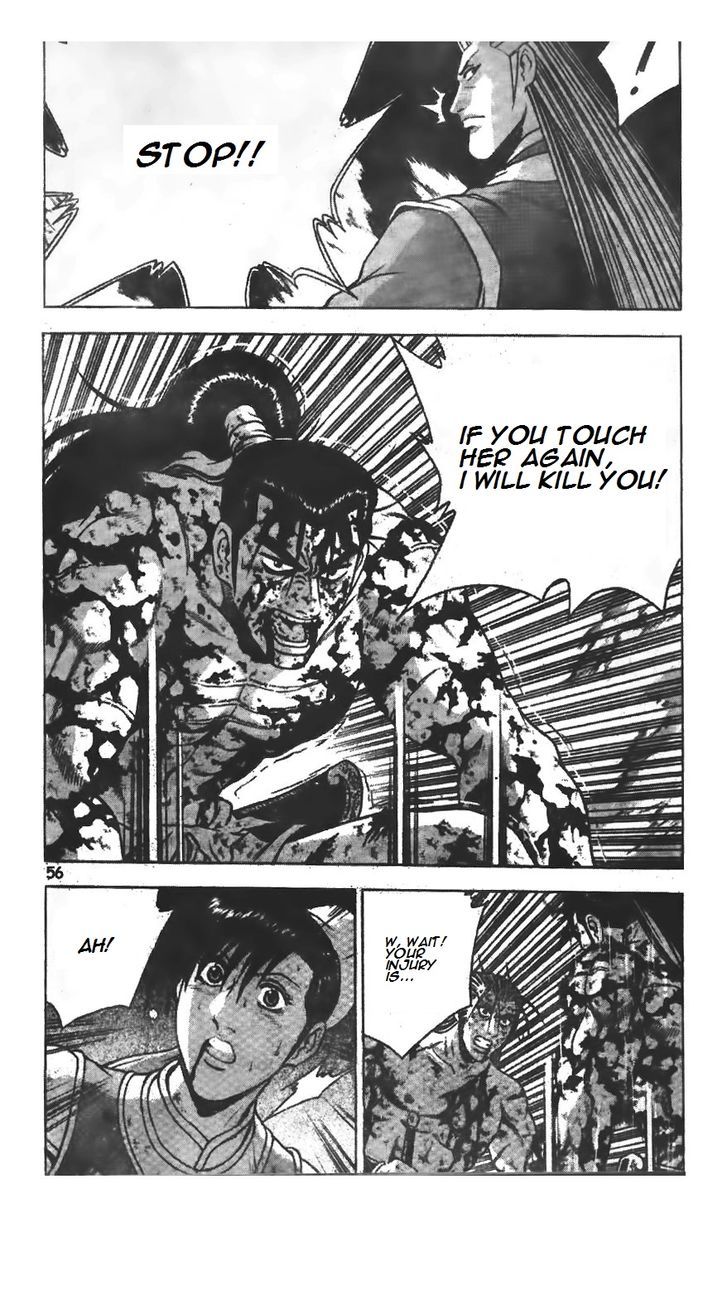 !
STOP!!
IF YOU TOUCH
HER AGAIN,
I WILL KILL YOU!
56
AH!
W, WAIT!
YOUR
INJURY
IS...